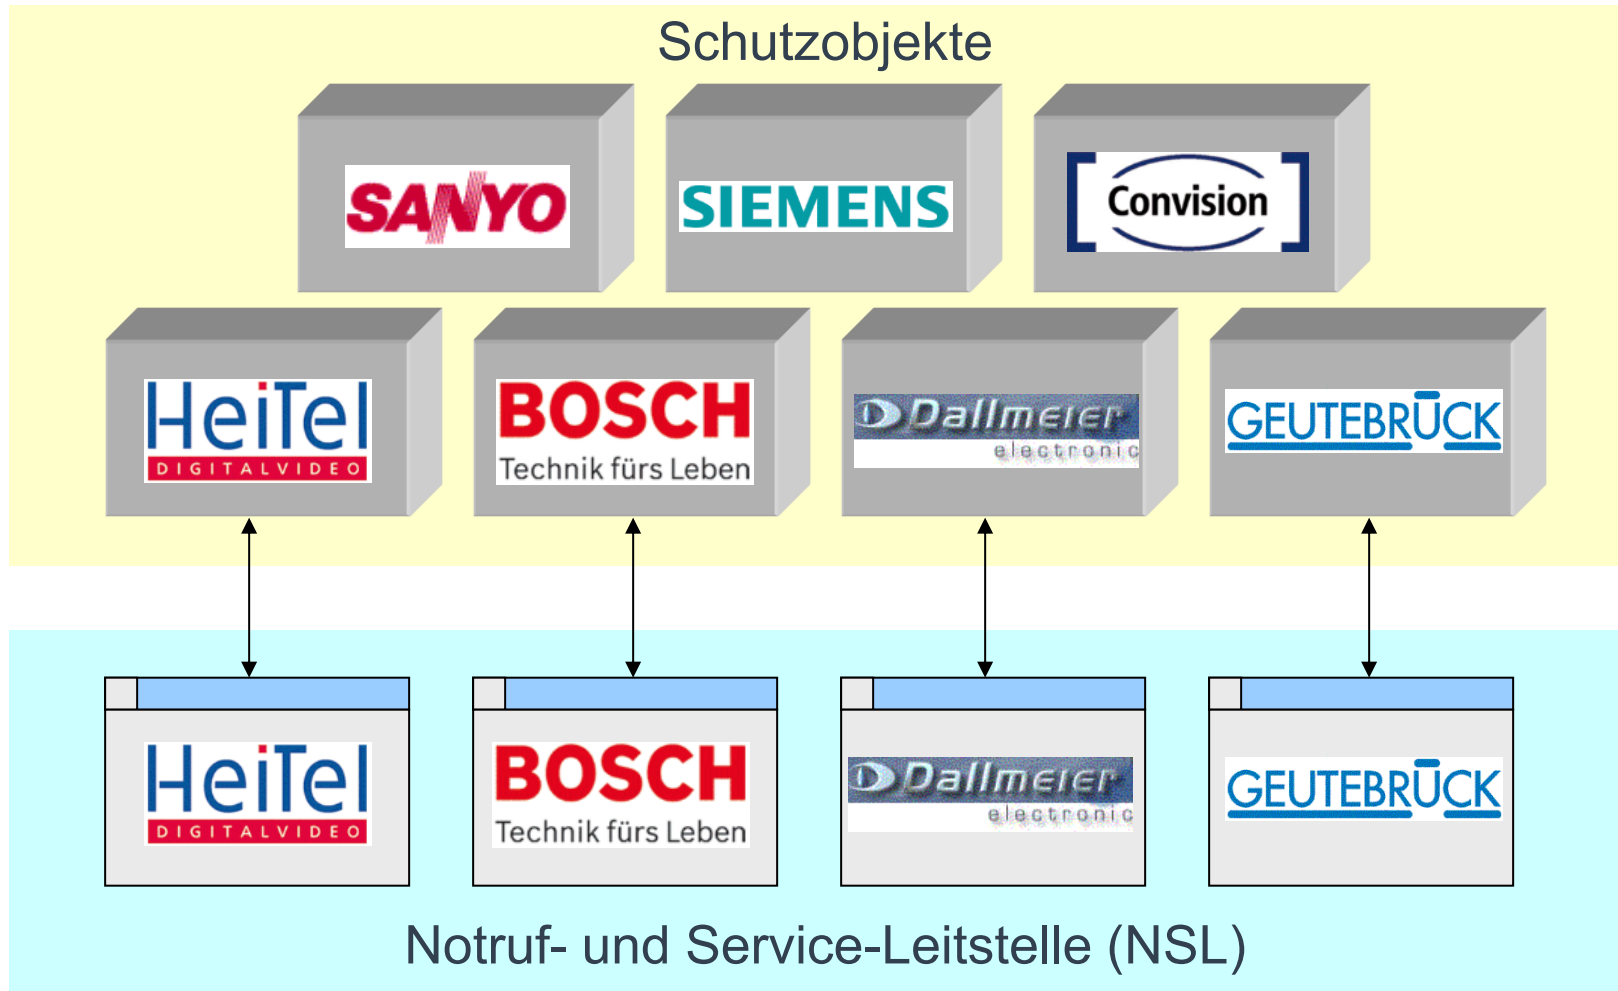 Schutzobjekte
SANYO
SIEMENS
Convision
HeiTel
DIGITALVIDEO
BOSCH
Technik fürs Leben
Dallmeier
electronic
GEUTEBRÜCK
HeiTel
DIGITALVIDEO
BOSCH
Technik fürs Leben
Dallmeier
electronic
GEUTEBRÜCK
Notruf- und Service-Leitstelle (NSL)